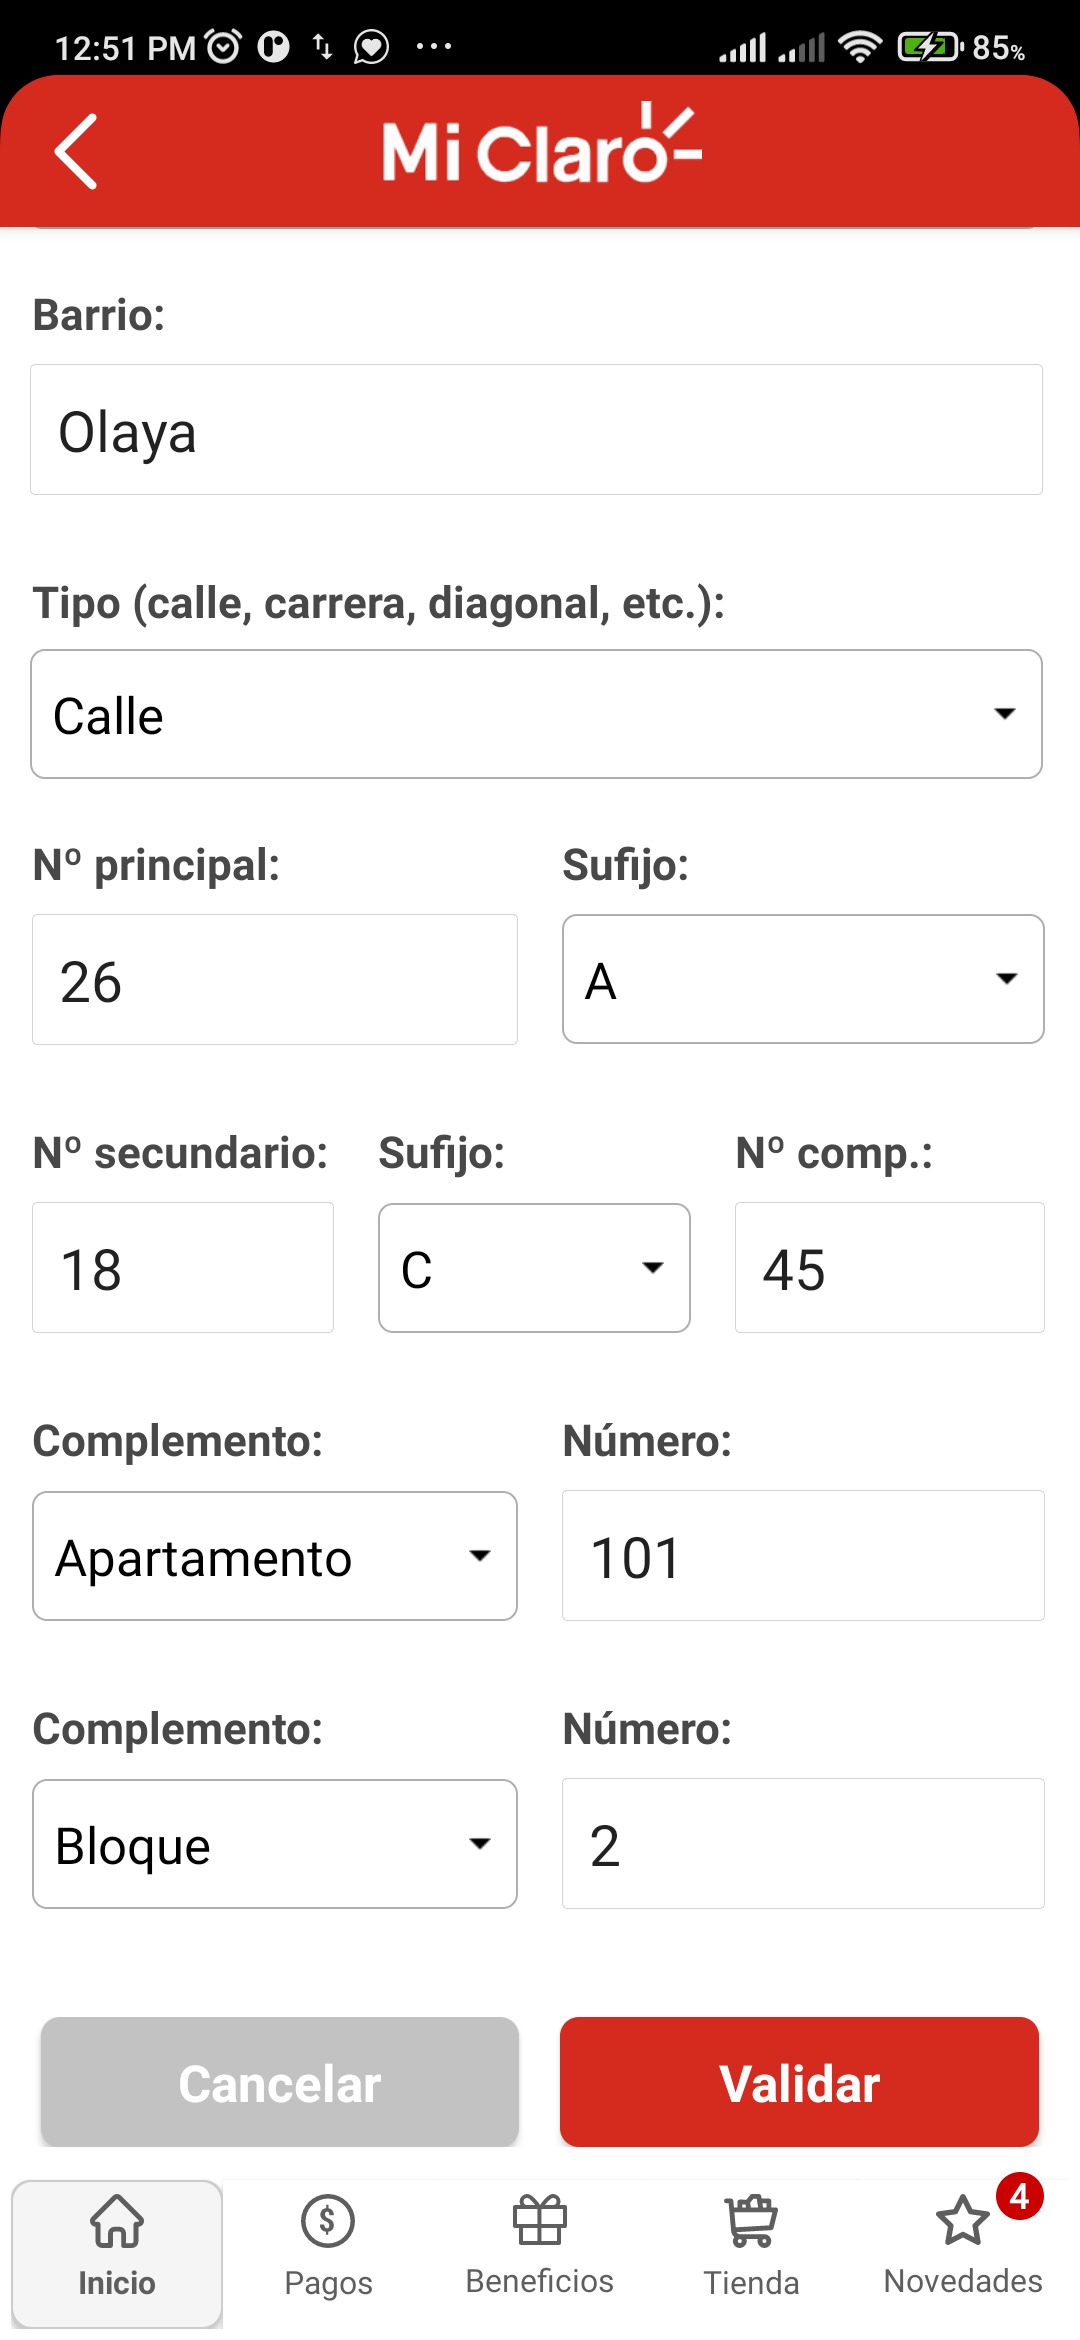 12:51 PM
85%
Mi Claro
Barrio:
Olaya
Tipo (calle, carrera, diagonal, etc.):
Calle
Nº principal: Sufijo:
26 A
Nº secundario: Sufijo: Nº comp.:
18 C 45
Complemento: Número:
Apartamento 101
Complemento: Número:
Bloque 2
Cancelar Validar
4
Inicio Pagos Beneficios Tienda Novedades